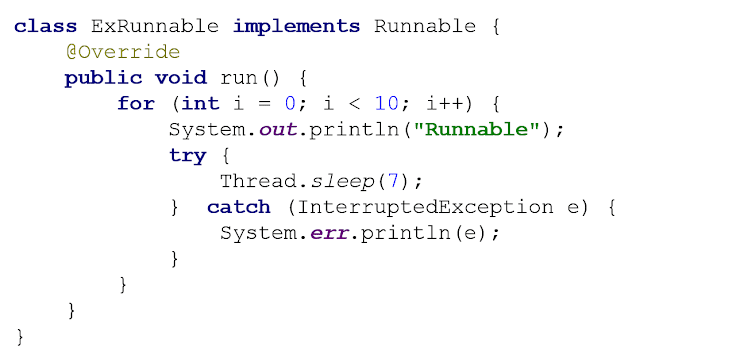 class ExRunnable implements Runnable {
    @Override
    public void run() {
        for (int i = 0; i < 10; i++) {
            System.out.println("Runnable");
            try {
                Thread.sleep(7);
            }  catch (InterruptedException e) {
                System.err.println(e);
            }
        }
    }
}